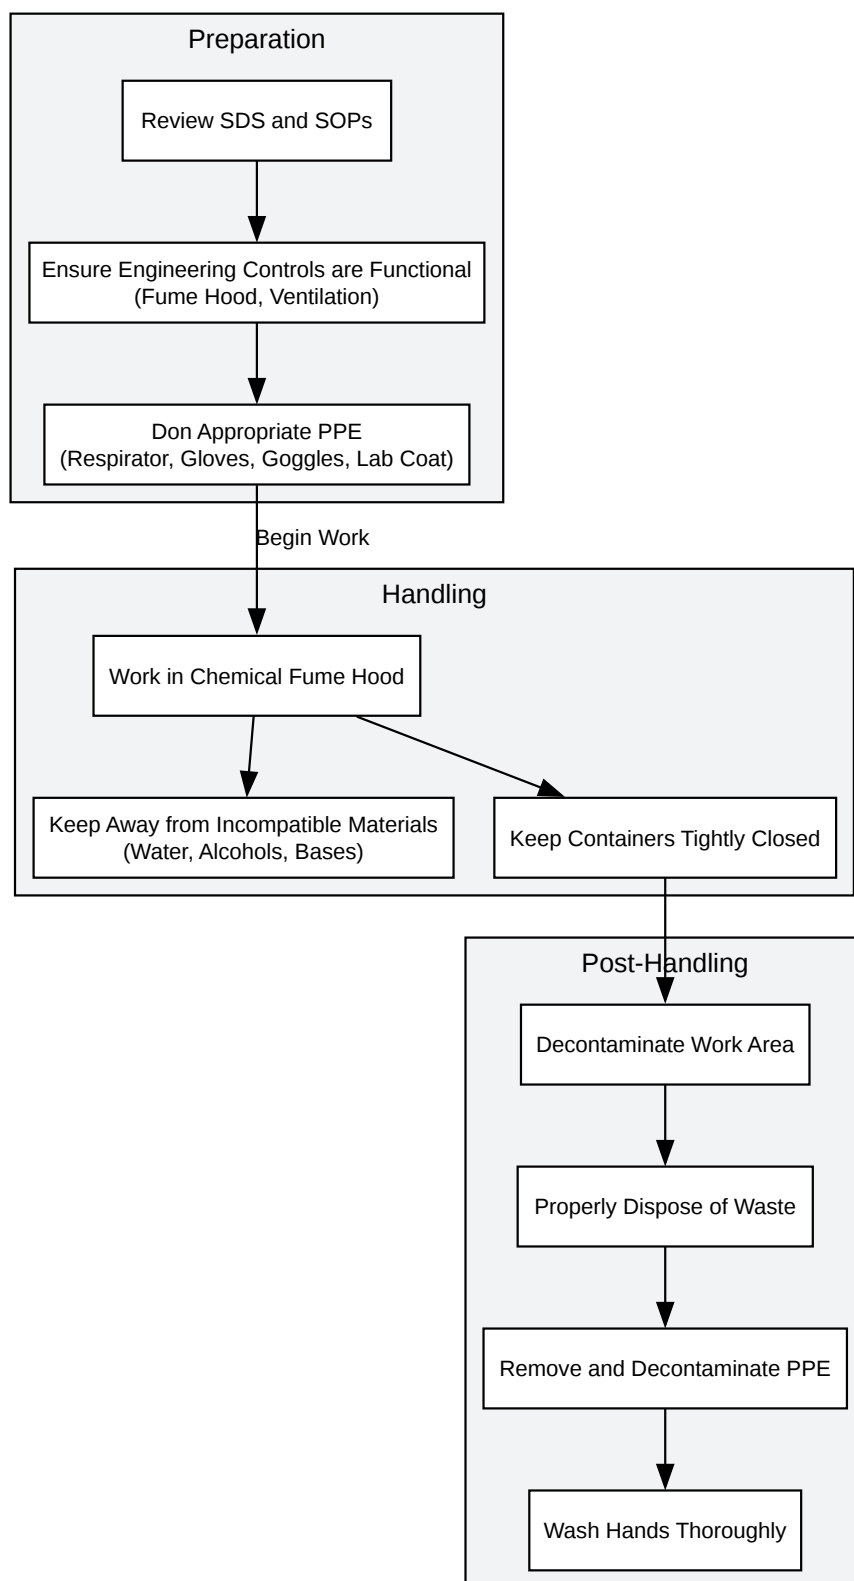 Preparation
Review SDS and SOPs
Ensure Engineering Controls are Functional
(Fume Hood, Ventilation)
Don Appropriate PPE
(Respirator, Gloves, Goggles, Lab Coat)
Begin Work
Handling
Work in Chemical Fume Hood
Keep Away from Incompatible Materials
(Water, Alcohols, Bases)
Keep Containers Tightly Closed
Post-Handling
Decontaminate Work Area
Properly Dispose of Waste
Remove and Decontaminate PPE
Wash Hands Thoroughly